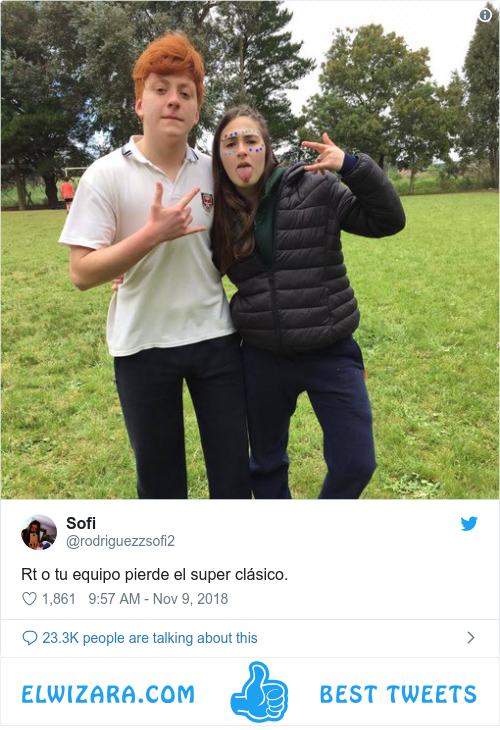 Sofi
@rodriguezzsofi2
Rt o tu equipo pierde el super clásico.
1,861 9:57 AM - Nov 9, 2018
23.3K people are talking about this
ELWIZARA.COM BEST TWEETS